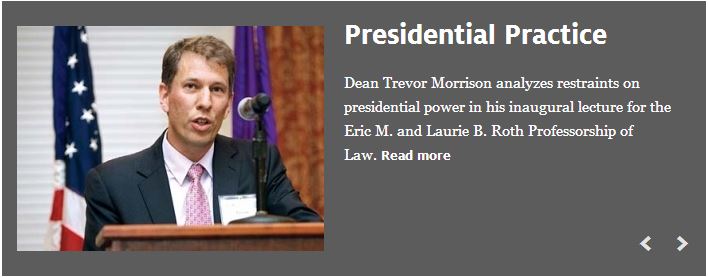 Presidential Practice
Dean Trevor Morrison analyzes restraints on
presidential power in his inaugural lecture for the
Eric M. and Laurie B. Roth Professorship of
Law. Read more